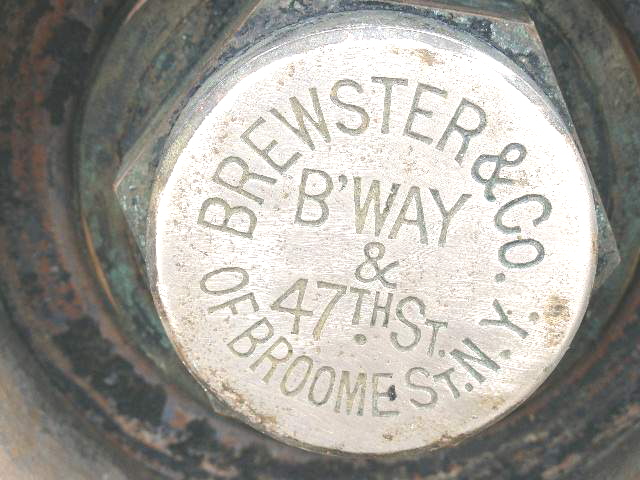 BREWSTER & CO.
B'WAY
&
47TH ST.
OF BROOME ST. N.Y.